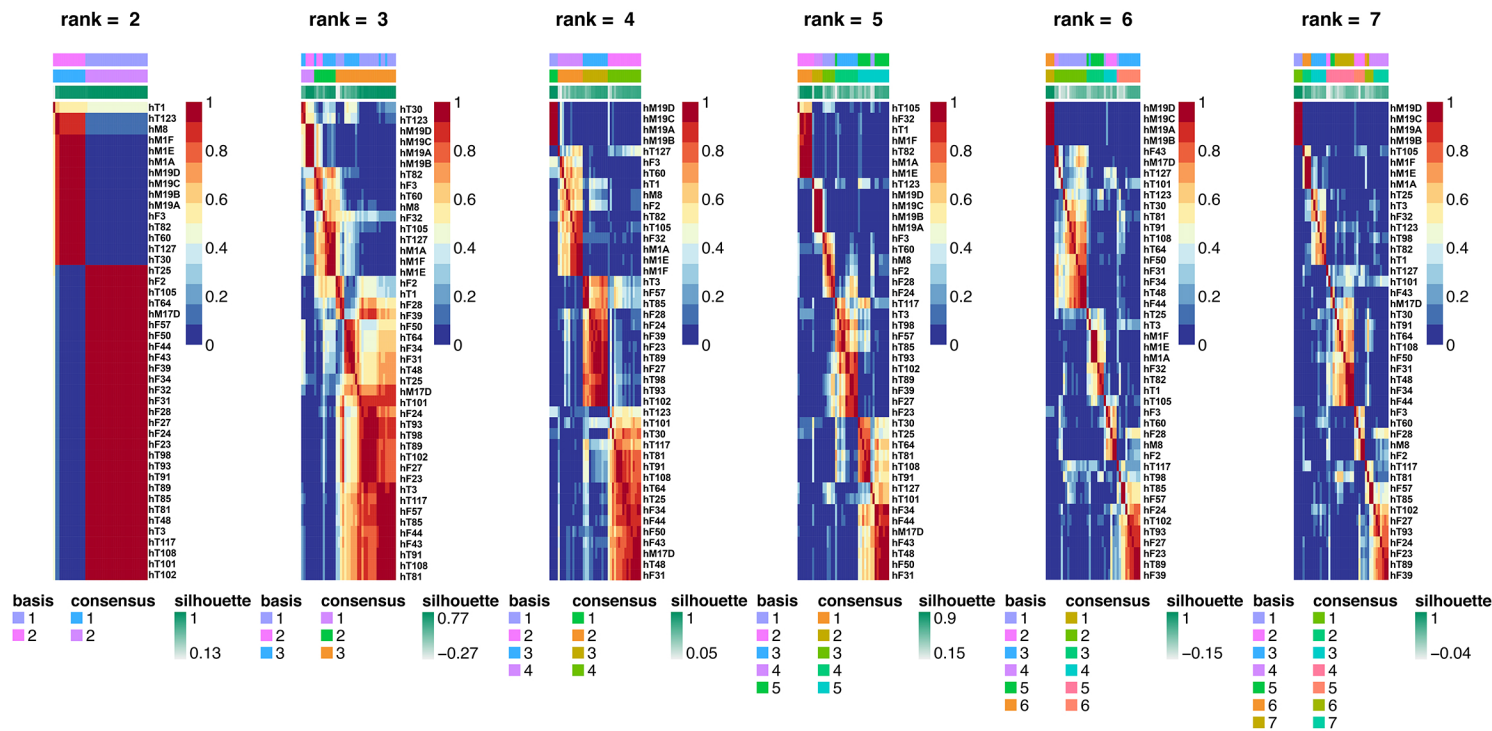 rank = 2
rank = 3
rank = 4
rank = 5
rank = 6
rank = 7
hT1
hT123
hM8
hM1F
hM1E
hM1A
hM19D
hM19C
hM19B
hM19A
hF3
hT82
hT60
hT127
hT30
hT25
hF2
hT105
hT64
hM17D
hF57
hF50
hF44
hF43
hF39
hF34
hF32
hF31
hF28
hF27
hF24
hF23
hT98
hT93
hT91
hT89
hT85
hT81
hT48
hT3
hT117
hT108
hT101
hT102
1
0.8
0.6
0.4
0.2
0
hT30
hT123
hM19D
hM19C
hM19A
hM19B
hT82
hF3
hT60
hM8
hF32
hT105
hT127
hM1A
hM1F
hM1E
hF2
hT1
hF28
hF39
hF50
hT64
hF34
hF31
hT48
hT25
hM17D
hT101
hF24
hT93
hT98
hT89
hT102
hF27
hF23
hT3
hT117
hF57
hT85
hF44
hF43
hT91
hT108
hT81
1
0.8
0.6
0.4
0.2
0
hM19D
hM19C
hM19A
hM19B
hT127
hF3
hT60
hT1
hM8
hF2
hT82
hT105
hF32
hM1A
hM1E
hM1F
hT3
hF57
hT85
hF28
hF24
hF39
hF23
hT89
hF27
hT98
hT93
hT102
hT123
hT101
hT30
hT117
hT81
hT91
hT108
hT64
hT25
hF34
hF44
hF50
hF43
hM17D
hT48
hF31
1
0.8
0.6
0.4
0.2
0
hT105
hF32
hT1
hM1F
hT82
hM1A
hM1E
hT123
hM19D
hM19C
hM19B
hM19A
hF3
hT60
hM8
hF2
hF28
hF24
hT117
hT3
hT98
hF57
hT85
hT93
hT102
hT89
hF39
hF27
hF23
hT30
hT25
hT64
hT81
hT108
hT91
hT127
hT101
hF34
hF44
hM17D
hF43
hT48
hF50
hF31
1
0.8
0.6
0.4
0.2
0
hM19D
hM19C
hM19A
hM19B
hF43
hM17D
hT127
hT101
hT123
hT30
hT81
hT91
hT108
hT64
hF50
hF31
hF34
hT48
hF44
hT25
hT3
hM1F
hM1E
hM1A
hF32
hT82
hT1
hT105
hF3
hT60
hF28
hM8
hF2
hT117
hT98
hT85
hF57
hF24
hT102
hT93
hF27
hF23
hT89
hF39
1
0.8
0.6
0.4
0.2
0
hM19D
hM19C
hM19A
hM19B
hT105
hM1F
hM1E
hM1A
hT25
hT3
hF32
hT123
hT98
hT82
hT1
hT127
hT101
hF43
hM17D
hT30
hT91
hT64
hT108
hF50
hF31
hT48
hF34
hF44
hF3
hT60
hF28
hM8
hF2
hT117
hT81
hF57
hT85
hT102
hF27
hT93
hF24
hF23
hT89
hF39
1
0.8
0.6
0.4
0.2
0
basis consensus silhouette
1 1 1
2 2 0.13
basis consensus silhouette
1 1 0.77
2 2 −0.27
3 3
basis consensus silhouette
1 1 1
2 2 0.05
3 3
4 4
basis consensus silhouette
1 1 0.9
2 2 0.15
3 3
4 4
5 5
basis consensus silhouette
1 1 1
2 2 −0.15
3 3
4 4
5 5
6 6
basis consensus silhouette
1 1 1
2 2 −0.04
3 3
4 4
5 5
6 6
7 7